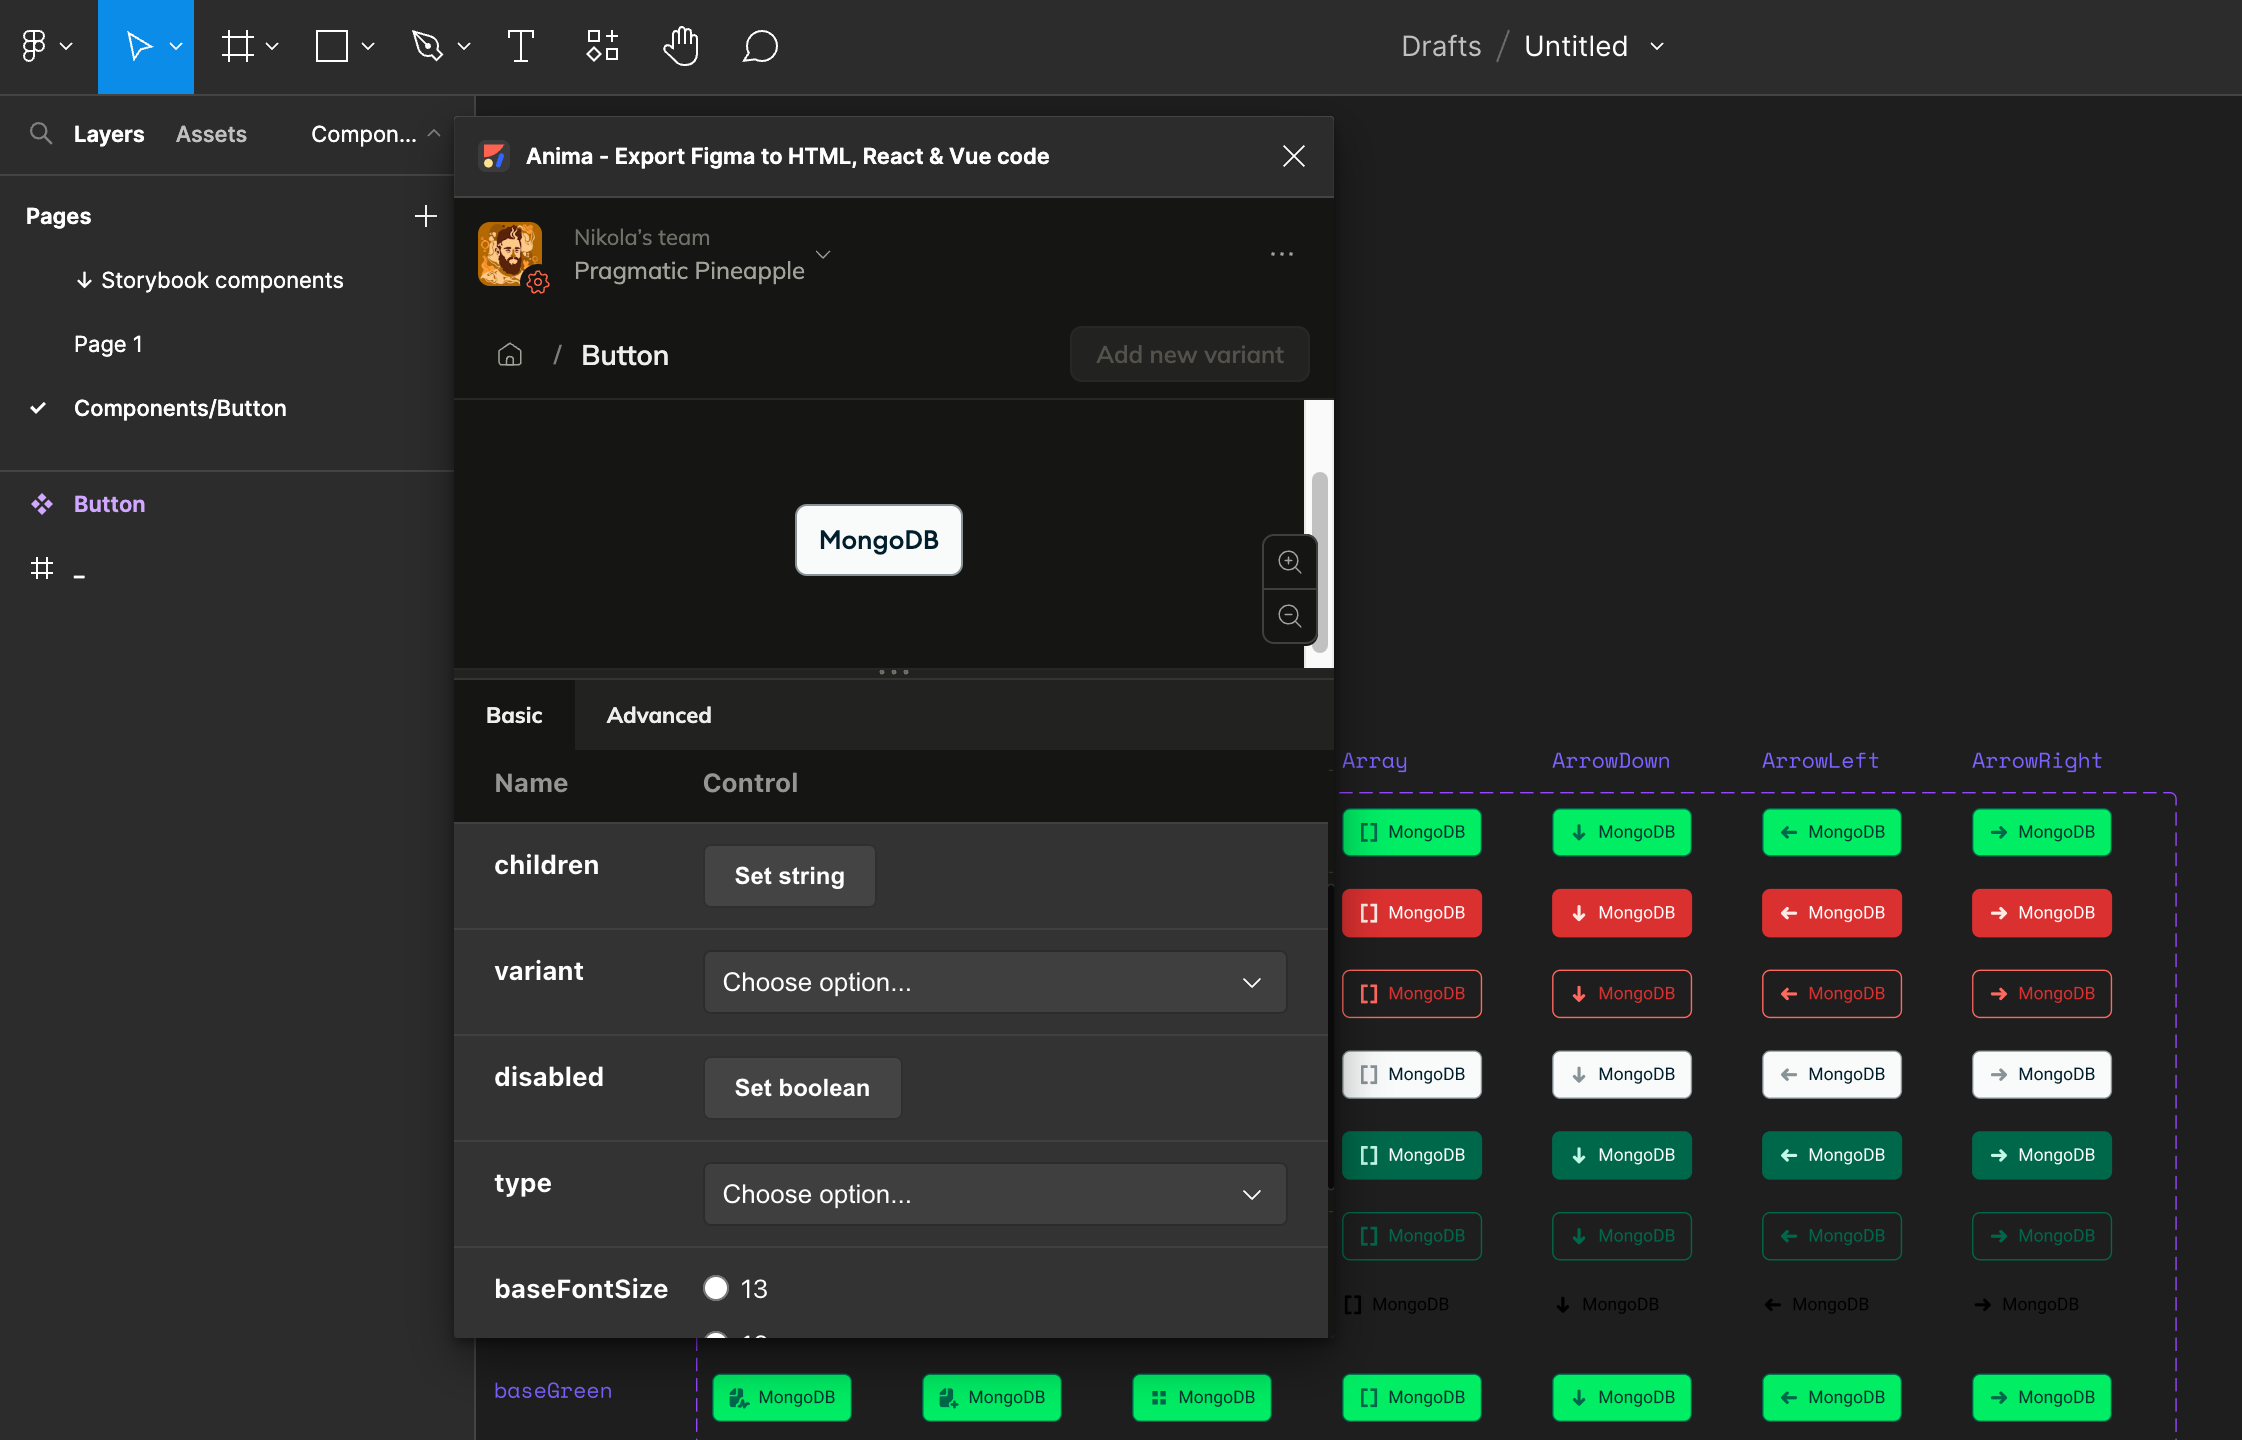 Drafts / Untitled
Layers Assets Compon...
Anima - Export Figma to HTML, React & Vue code
Pages
Nikola's team
Pragmatic Pineapple
↓ Storybook components
Page 1
/ Button
Add new variant
Components/Button
Button
MongoDB
_
Basic Advanced
Name Control
Array ArrowDown ArrowLeft ArrowRight
[] MongoDB ↓ MongoDB ← MongoDB → MongoDB
children Set string
[] MongoDB ↓ MongoDB ← MongoDB → MongoDB
variant Choose option...
[] MongoDB ↓ MongoDB ← MongoDB → MongoDB
disabled Set boolean
[] MongoDB ↓ MongoDB ← MongoDB → MongoDB
[] MongoDB ↓ MongoDB ← MongoDB → MongoDB
type Choose option...
[] MongoDB ↓ MongoDB ← MongoDB → MongoDB
baseFontSize 13
[] MongoDB ↓ MongoDB ← MongoDB → MongoDB
baseGreen
MongoDB MongoDB MongoDB [] MongoDB ↓ MongoDB ← MongoDB → MongoDB